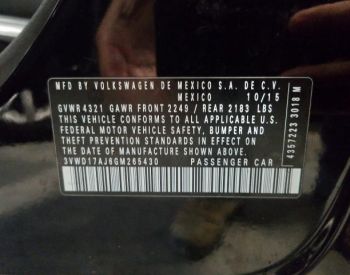 MFD BY VOLKSWAGEN DE MEXICO S.A. DE C.V.
MEXICO 10/15
GVWR 4321 GAWR FRONT 2249 / REAR 2183 LBS
THIS VEHICLE CONFORMS TO ALL APPLICABLE U.S.
FEDERAL MOTOR VEHICLE SAFETY, BUMPER AND
THEFT PREVENTION STANDARDS IN EFFECT ON
THE DATE OF MANUFACTURE SHOWN ABOVE
3VWD17AJ6GM265430 PASSENGER CAR
4357223 3018 M